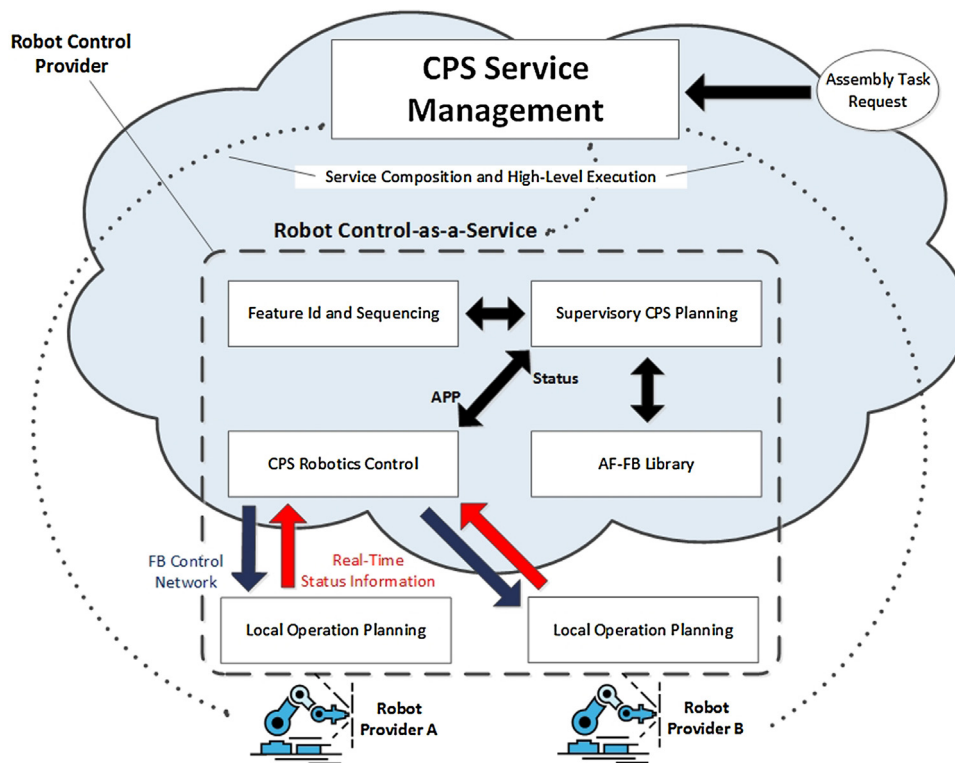 Robot Control
Provider
CPS Service
Management
Assembly Task
Request
Service Composition and High-Level Execution
Robot Control-as-a-Service
Feature Id and Sequencing
Supervisory CPS Planning
APP
Status
CPS Robotics Control
AF-FB Library
FB Control
Network
Real-Time
Status Information
Local Operation Planning
Local Operation Planning
Robot
Provider A
Robot
Provider B